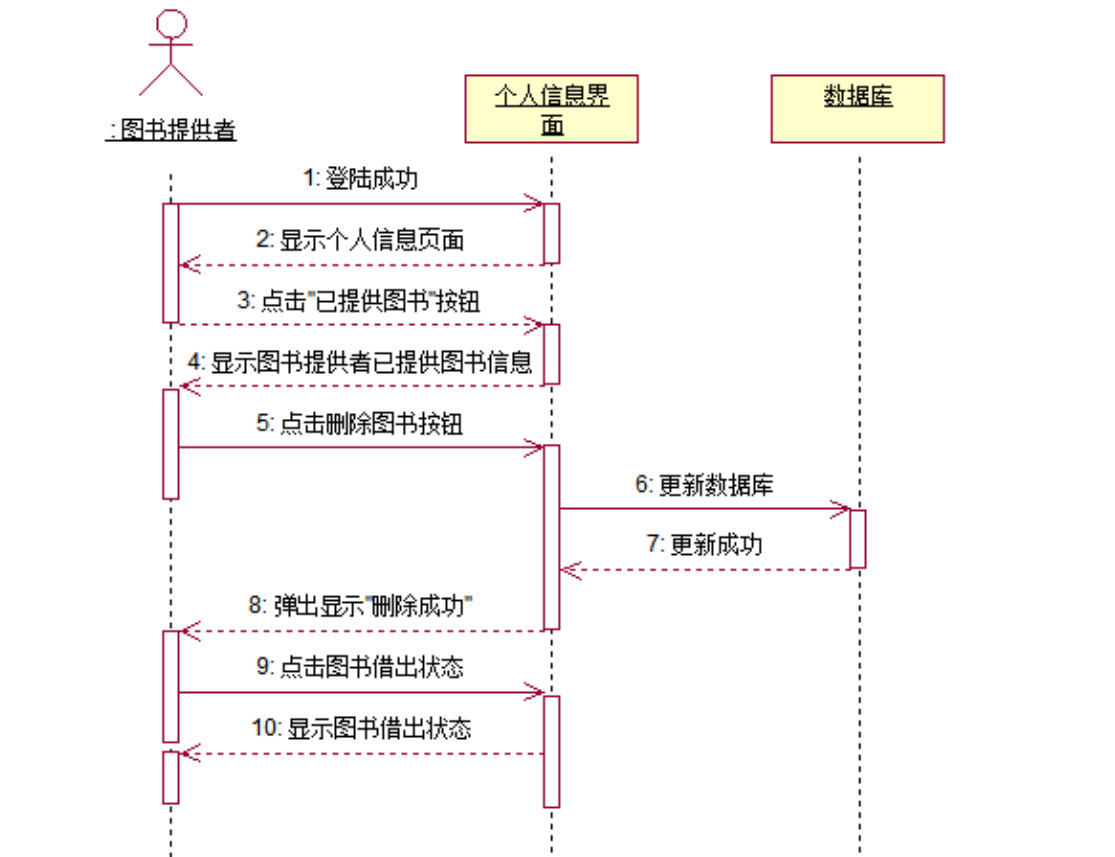 个人信息界
面
数据库
:图书提供者
1: 登陆成功
2: 显示个人信息页面
3: 点击"已提供图书"按钮
4: 显示图书提供者已提供图书信息
5: 点击删除图书按钮
6: 更新数据库
7: 更新成功
8: 弹出显示"删除成功"
9: 点击图书借出状态
10: 显示图书借出状态